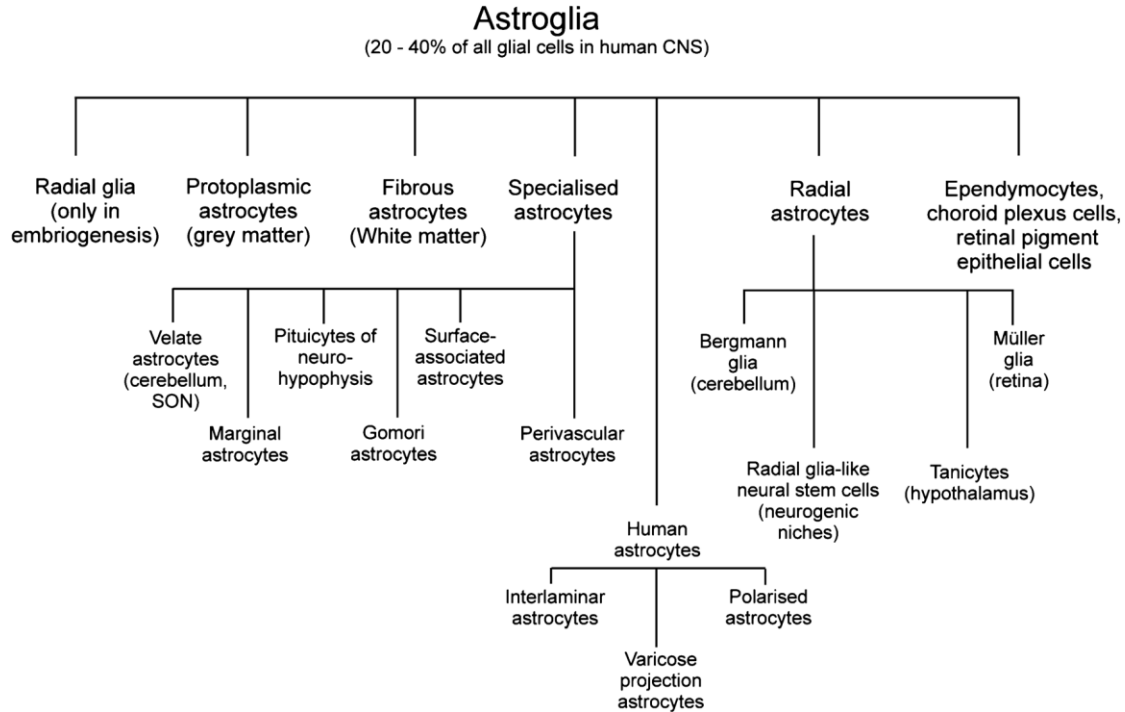 Astroglia
(20 - 40% of all glial cells in human CNS)
Radial glia
(only in
embriogenesis)
Protoplasmic
astrocytes
(grey matter)
Fibrous
astrocytes
(White matter)
Specialised
astrocytes
Radial
astrocytes
Ependymocytes,
choroid plexus cells,
retinal pigment
epithelial cells
Velate
astrocytes
(cerebellum,
SON)
Marginal
astrocytes
Pituicytes of
neuro-
hypophysis
Gomori
astrocytes
Surface-
associated
astrocytes
Perivascular
astrocytes
Bergmann
glia
(cerebellum)
Radial glia-like
neural stem cells
(neurogenic
niches)
Tanicytes
(hypothalamus)
Müller
glia
(retina)
Human
astrocytes
Interlaminar
astrocytes
Varicose
projection
astrocytes
Polarised
astrocytes